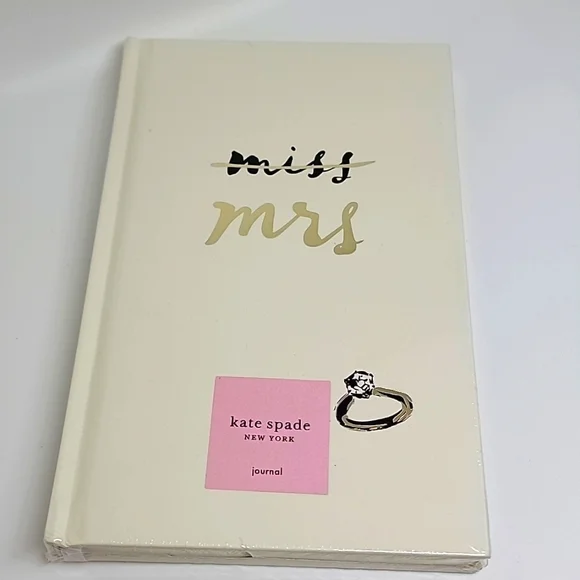 miss
mrs
kate spade
NEW YORK
journal